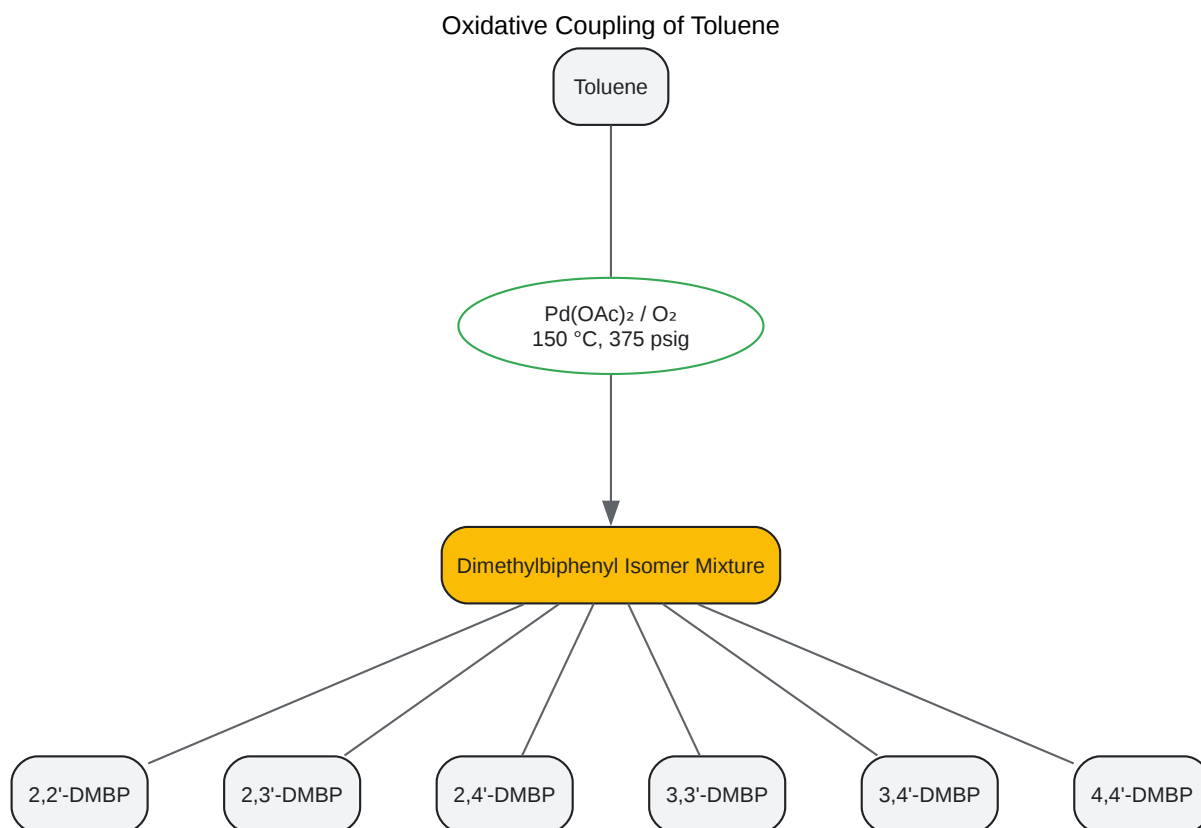 Oxidative Coupling of Toluene
Toluene
Pd(OAc)₂ / O₂
150 °C, 375 psig
Dimethylbiphenyl Isomer Mixture
2,2'-DMBP
2,3'-DMBP
2,4'-DMBP
3,3'-DMBP
3,4'-DMBP
4,4'-DMBP